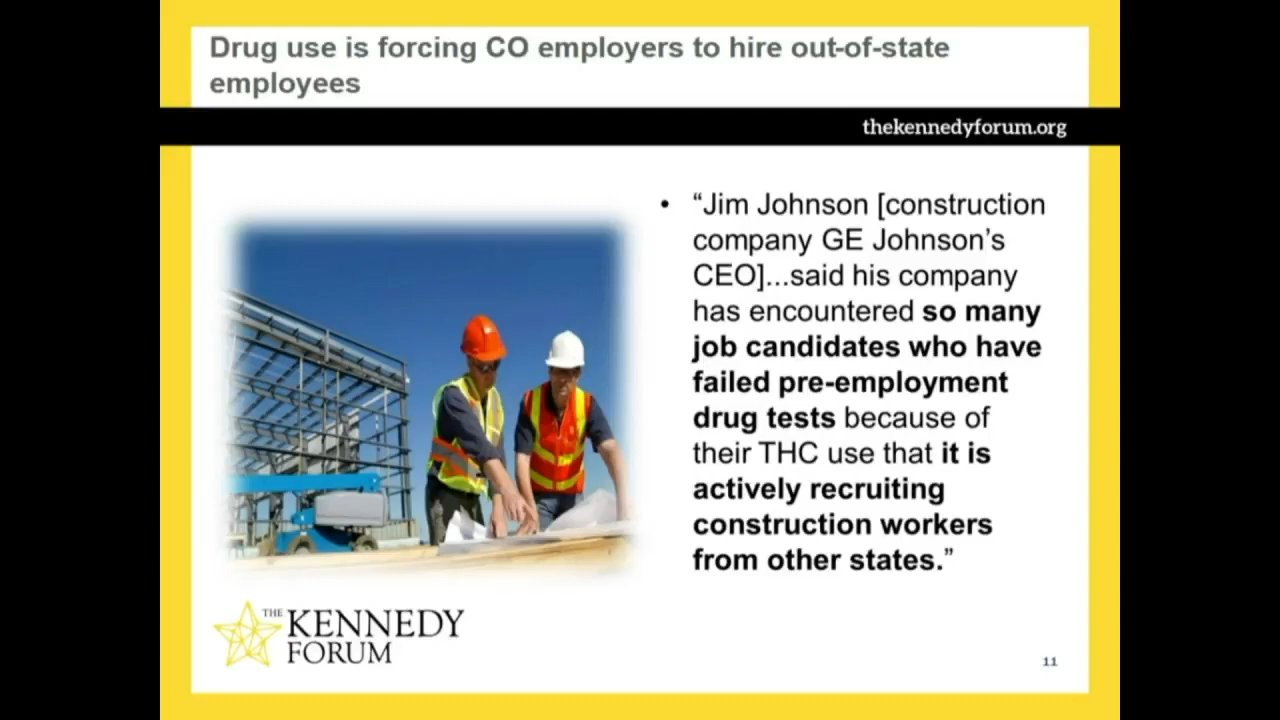 Drug use is forcing CO employers to hire out-of-state
employees
thekennedyforum.org
• “Jim Johnson [construction
company GE Johnson’s
CEO]...said his company
has encountered so many
job candidates who have
failed pre-employment
drug tests because of
their THC use that it is
actively recruiting
construction workers
from other states.”
THE KENNEDY
FORUM
11